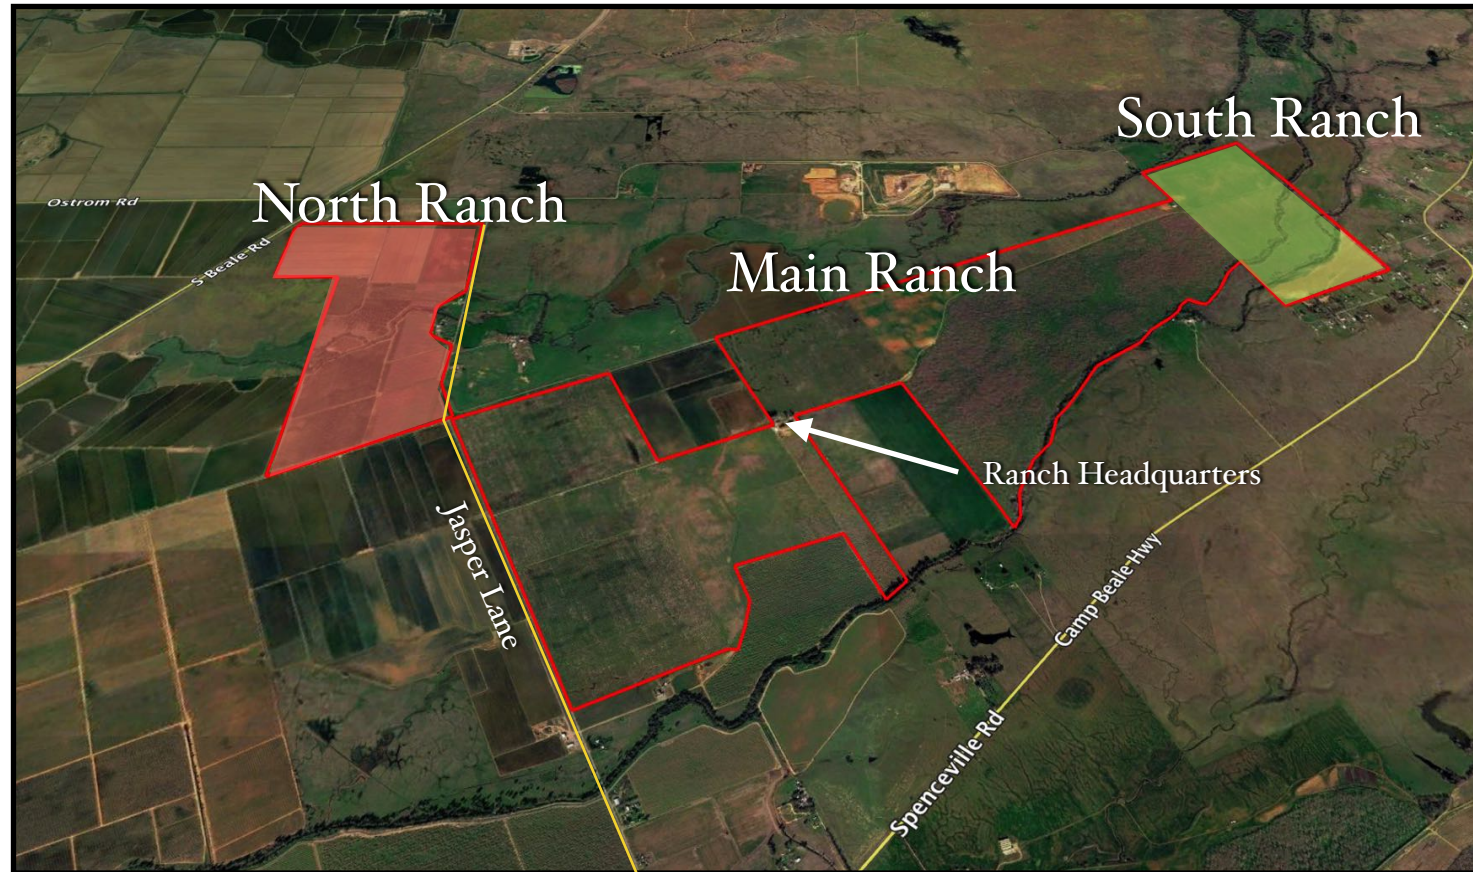 South Ranch
Ostrom Rd
North Ranch
S Beale Rd
Main Ranch
Ranch Headquarters
Jasper Lane
Camp Beale Hwy
Spenceville Rd